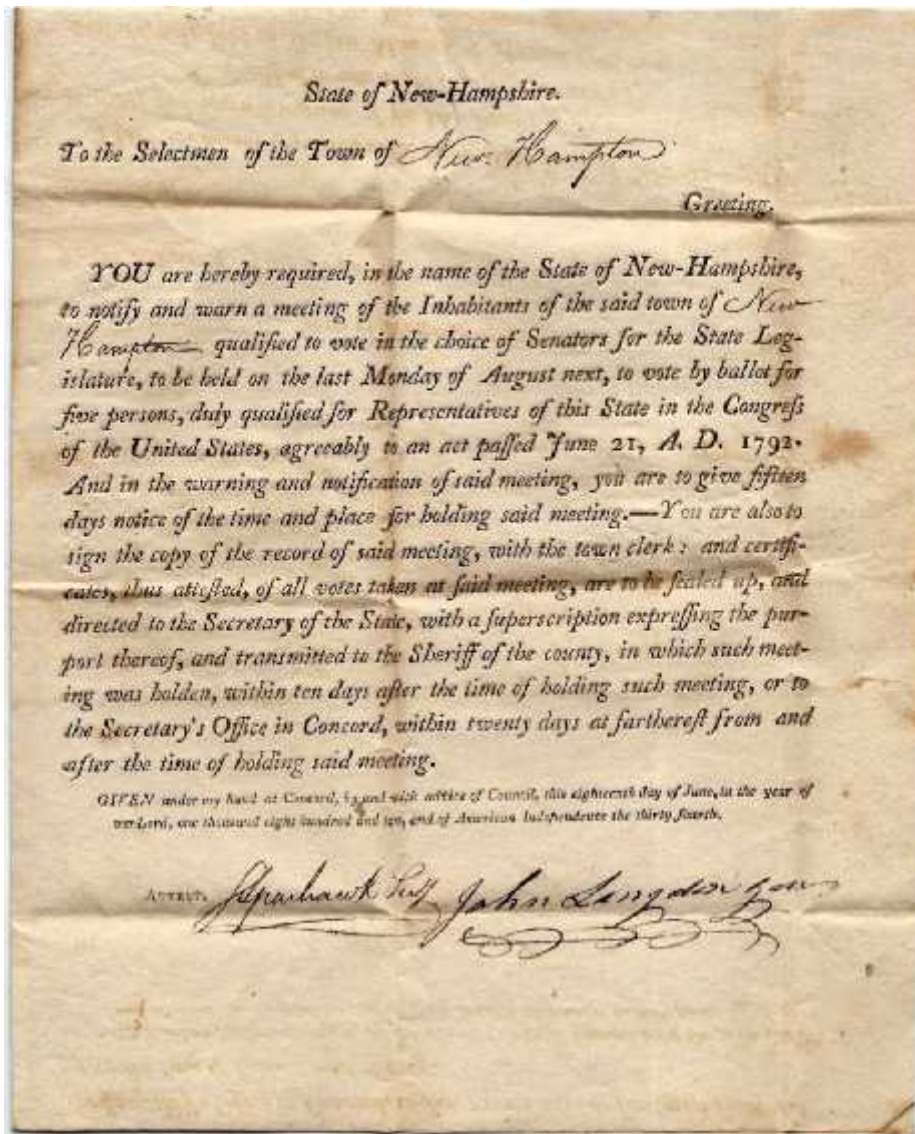 State of New-Hampshire.
To the Selectmen of the Town of New Hampton
Greeting.
YOU are hereby required, in the name of the State of New-Hampshire,
to notify and warn a meeting of the Inhabitants of the said town of New
Hampton qualified to vote in the choice of Senators for the State Leg-
iſlature, to be held on the last Monday of August next, to vote by ballot for
five persons, duly qualified for Representatives of this State in the Congreſs
of the United States, agreeably to an act paſſed June 21, A. D. 1792.
And in the warning and notification of said meeting, you are to give fifteen
days notice of the time and place for holding said meeting.—You are also to
sign the copy of the record of said meeting, with the town clerk: and certifi-
cates, thus atteſted, of all votes taken at ſaid meeting, are to be ſealed up, and
directed to the Secretary of the State, with a ſuperscription expreſſing the pur-
port thereof, and transmitted to the Sheriff of the county, in which such meet-
ing was holden, within ten days after the time of holding such meeting, or to
the Secretary's Office in Concord, within twenty days at furthereſt from and
after the time of holding said meeting.
GIVEN under my hand at Concord, by and with advice of Council, this eighteenth day of June, in the year of
our Lord, one thousand eight hundred and ten, and of American Independence the thirty fourth.
ATTEST. Sparhawk John Langdon